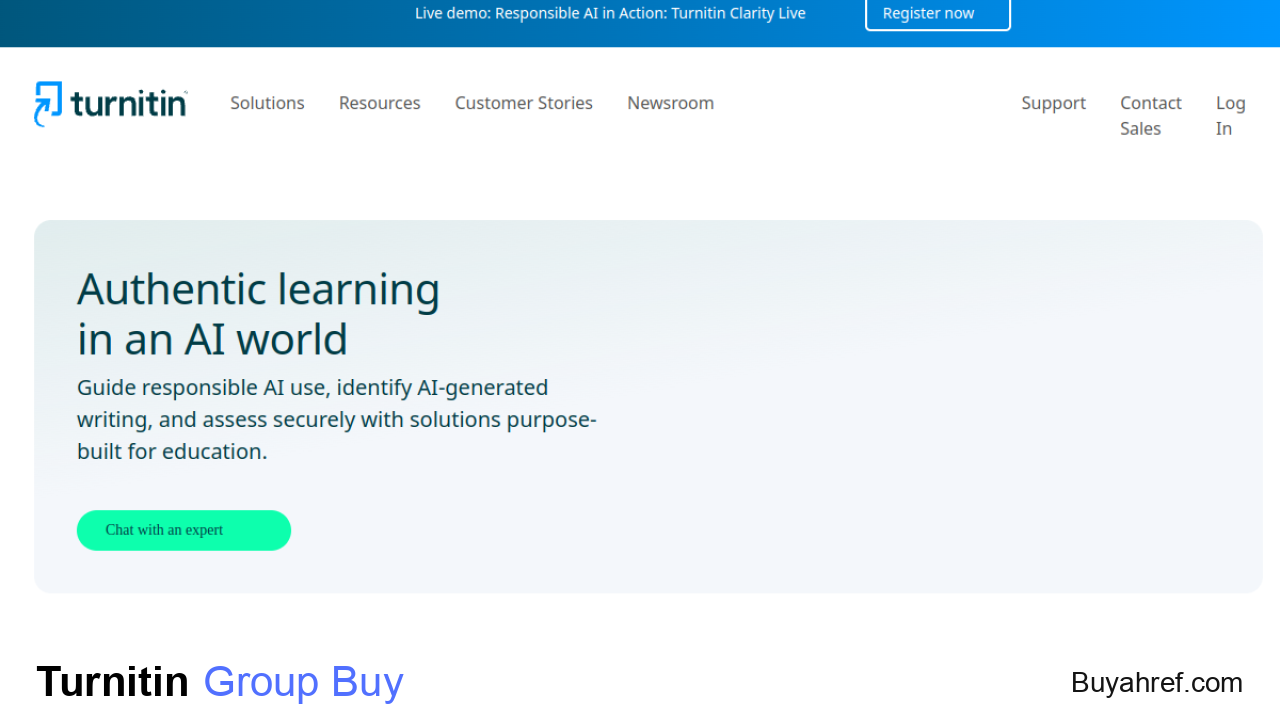 Live demo: Responsible AI in Action: Turnitin Clarity Live
Register now
turnitin
Solutions
Resources
Customer Stories
Newsroom
Support
Contact
Sales
Log
In
Authentic learning
in an AI world
Guide responsible AI use, identify AI-generated
writing, and assess securely with solutions purpose-
built for education.
Chat with an expert
Turnitin Group Buy
Buyahref.com